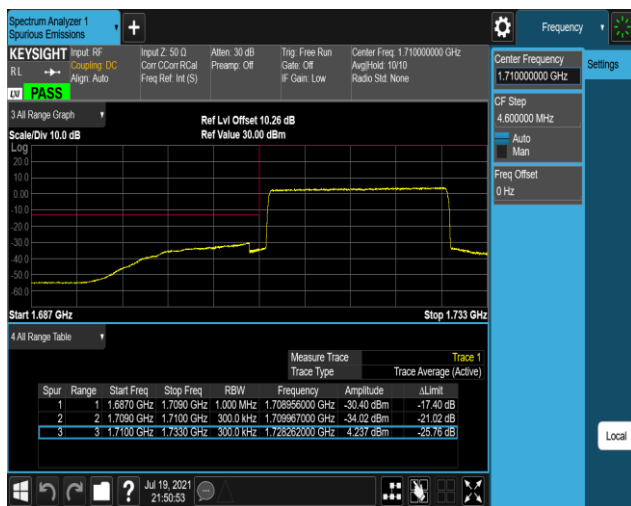 Spectrum Analyzer 1
Spurious Emissions
Frequency
KEYSIGHT
RL
LXI PASS
Input: RF
Coupling: DC
Align: Auto
Input Z: 50 Ω
Corr CCorr RCal
Freq Ref: Int (S)
Atten: 30 dB
Preamp: Off
Trig: Free Run
Gate: Off
IF Gain: Low
Center Freq: 1.710000000 GHz
Avg|Hold: 10/10
Radio Std: None
Center Frequency
1.710000000 GHz
Settings
CF Step
4.600000 MHz
Auto
Man
Freq Offset
0 Hz
3 All Range Graph
Scale/Div 10.0 dB
Ref Lvl Offset 10.26 dB
Ref Value 30.00 dBm
Log
20.0
10.0
0.00
-10.0
-20.0
-30.0
-40.0
-50.0
-60.0
Start 1.687 GHz
Stop 1.733 GHz
4 All Range Table
Measure Trace Trace 1
Trace Type Trace Average (Active)
Spur Range Start Freq Stop Freq RBW Frequency Amplitude ΔLimit
1 1 1.6870 GHz 1.7090 GHz 1.000 MHz 1.708956000 GHz -30.40 dBm -17.40 dB
2 2 1.7090 GHz 1.7100 GHz 300.0 kHz 1.709967000 GHz -34.02 dBm -21.02 dB
3 3 1.7100 GHz 1.7330 GHz 300.0 kHz 1.728262000 GHz 4.237 dBm -25.76 dB
Local
?
Jul 19, 2021
21:50:53